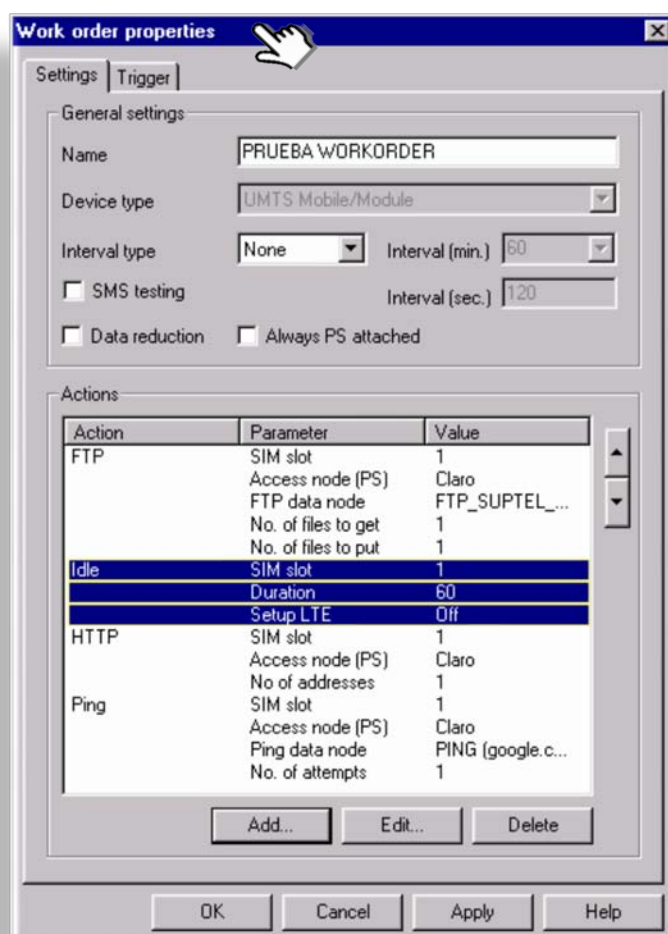 Work order properties
Settings Trigger
General settings
Name PRUEBA WORKORDER
Device type UMTS Mobile/Module
Interval type None Interval (min.) 60
SMS testing Interval (sec.) 120
Data reduction Always PS attached
Actions
Action Parameter Value
FTP SIM slot 1
Access node (PS) Claro
FTP data node FTP_SUPTEL_...
No. of files to get 1
No. of files to put 1
Idle SIM slot 1
Duration 60
Setup LTE Off
HTTP SIM slot 1
Access node (PS) Claro
No of addresses 1
Ping SIM slot 1
Access node (PS) Claro
Ping data node PING (google.c...
No. of attempts 1
Add... Edit... Delete
OK Cancel Apply Help